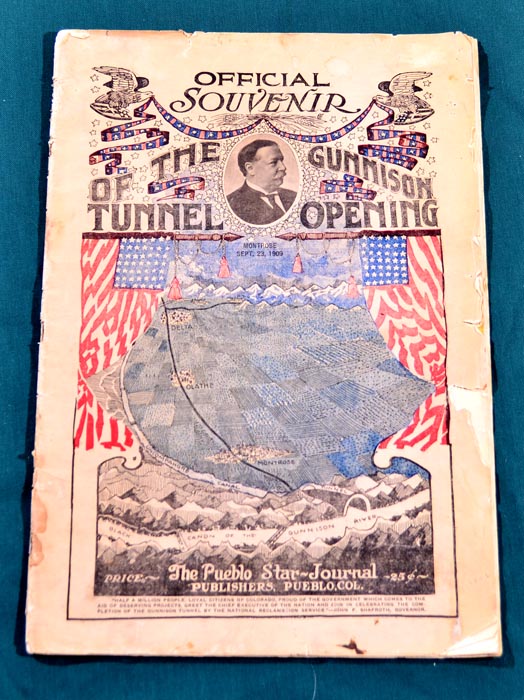 OFFICIAL
SOUVENIR
OF THE GUNNISON
TUNNEL OPENING
MONTROSE
SEPT. 23, 1909
DELTA
OLATHE
MONTROSE
BLACK CAÑON OF THE GUNNISON RIVER
PRICE~ The Pueblo Star~Journal ~25¢~
PUBLISHERS, PUEBLO, COL.
"HALF A MILLION PEOPLE, LOYAL CITIZENS OF COLORADO, PROUD OF THE GOVERNMENT WHICH COMES TO THE
AID OF DESERVING PROJECTS, GREET THE CHIEF EXECUTIVE OF THE NATION AND JOIN IN CELEBRATING THE COM-
PLETION OF THE GUNNISON TUNNEL BY THE NATIONAL RECLAMATION SERVICE"—JOHN F. SHAFROTH, GOVERNOR.